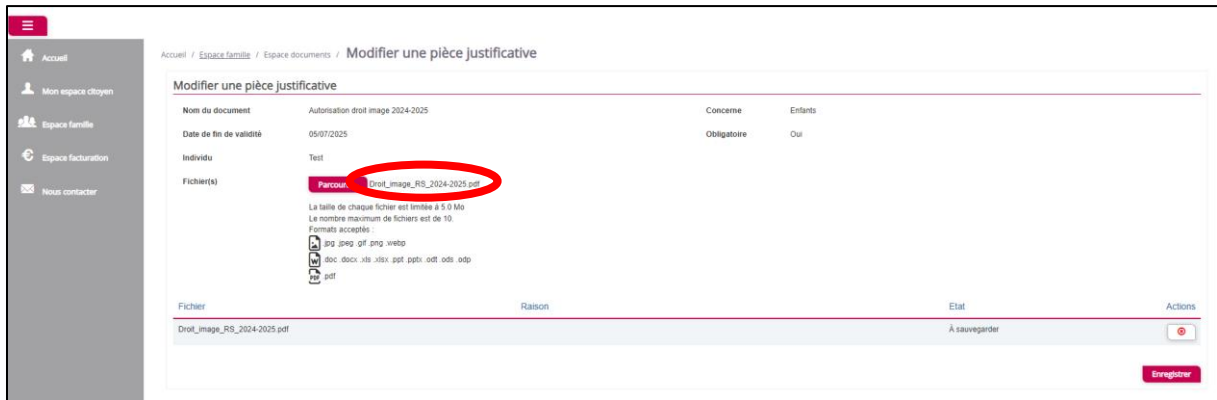 Accueil
Mon espace citoyen
Espace famille
Espace facturation
Nous contacter
Accueil / Espace famille / Espace documents / Modifier une pièce justificative
Modifier une pièce justificative
Nom du document Autorisation droit image 2024-2025 Concerne Enfants
Date de fin de validité 05/07/2025 Obligatoire Oui
Individu Test
Fichier(s) Droit_image_RS_2024-2025.pdf
La taille de chaque fichier est limitée à 5.0 Mo
Le nombre maximum de fichiers est de 10.
Formats acceptés :
.jpg .jpeg .gif .png .webp
W .doc .docx .xls .xlsx .ppt .pptx .odt .ods .odp
PDF .pdf
Fichier Raison Etat Actions
Droit_image_RS_2024-2025.pdf À sauvegarder
Enregistrer